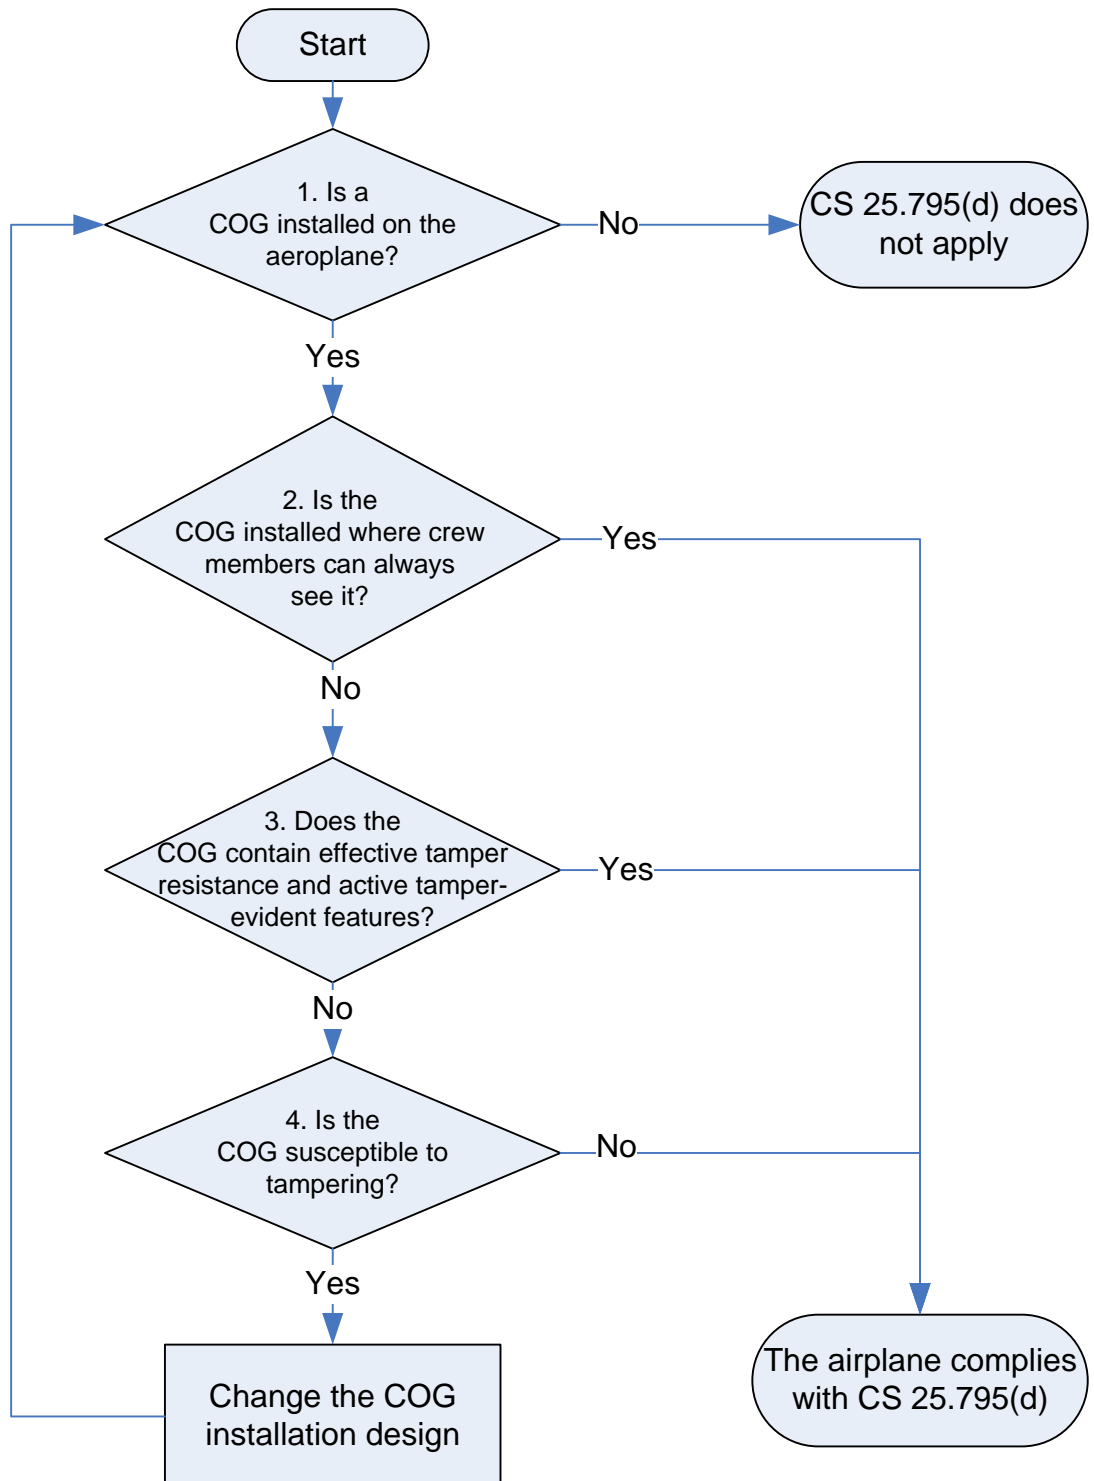 Start
1. Is a
COG installed on the
aeroplane?
No
CS 25.795(d) does
not apply
Yes
2. Is the
COG installed where crew
members can always
see it?
Yes
No
3. Does the
COG contain effective tamper
resistance and active tamper-
evident features?
Yes
No
4. Is the
COG susceptible to
tampering?
No
Yes
Change the COG
installation design
The airplane complies
with CS 25.795(d)